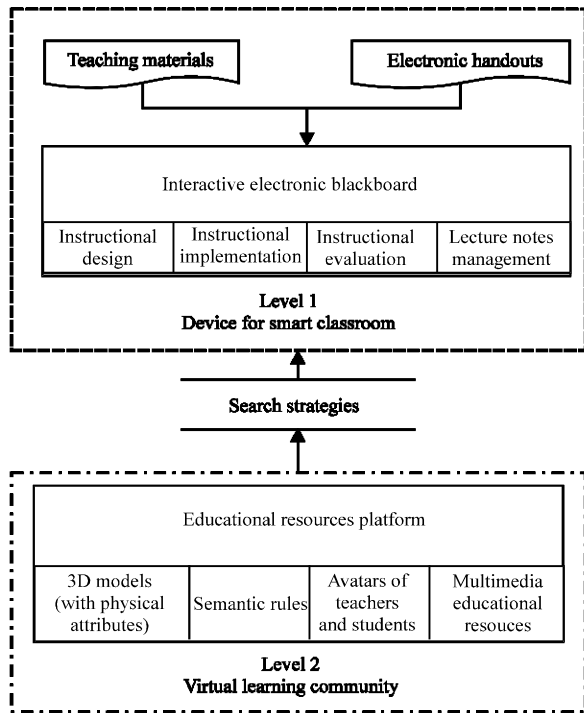 Teaching materials
Electronic handouts
Interactive electronic blackboard
Instructional
design
Instructional
implementation
Instructional
evaluation
Lecture notes
management
Level 1
Device for smart classroom
Search strategies
Educational resources platform
3D models
(with physical
attributes)
Semantic rules
Avatars of
teachers
and students
Multimedia
educational
resouces
Level 2
Virtual learning community